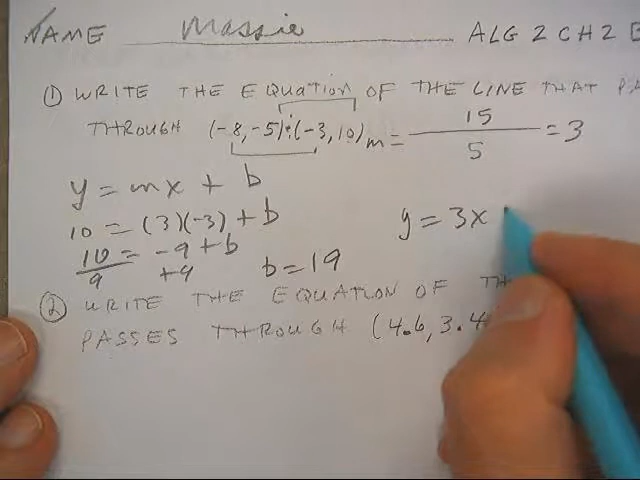 NAME Massie ALG 2 CH 2
① WRITE THE EQUATION OF THE LINE THAT PA
THROUGH (-8, -5) ; (-3, 10) m = 15/5 = 3
y = mx + b
10 = (3)(-3) + b
10 = -9 + b
9 +9 b = 19
y = 3x
② WRITE THE EQUATION OF TH
PASSES THROUGH (4.6, 3.4